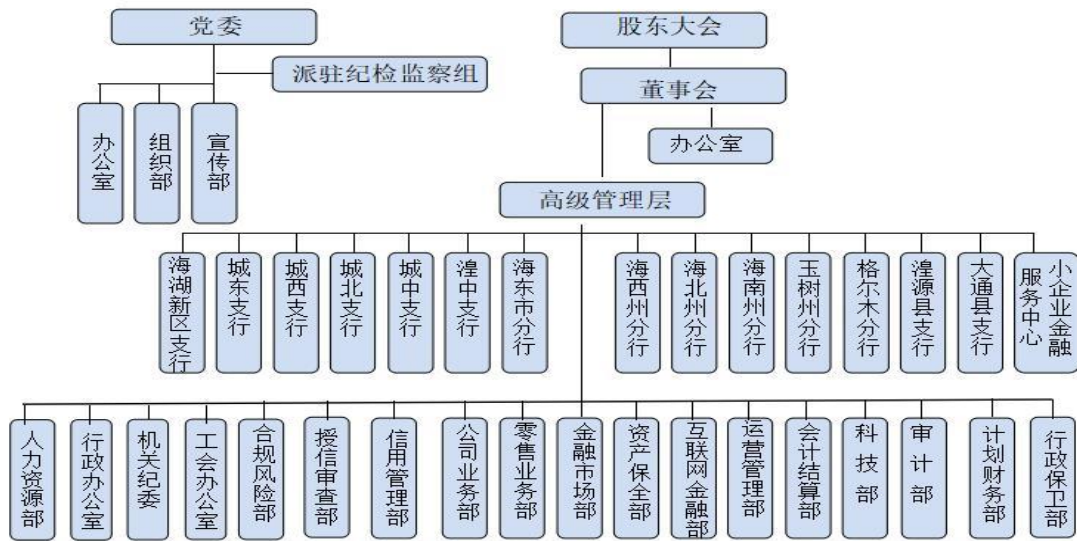 党委
股东大会
派驻纪检监察组
董事会
办公室
组织部
宣传部
办公室
高级管理层
海湖新区支行
城东支行
城西支行
城北支行
城中支行
湟中支行
海东市分行
海西州分行
海北州分行
海南州分行
玉树州分行
格尔木分行
湟源县支行
大通县支行
小企业金融
服务中心
人力资源部
行政办公室
机关纪委
工会办公室
合规风险部
授信审查部
信用管理部
公司业务部
零售业务部
金融市场部
资产保全部
互联网金融部
运营管理部
会计结算部
科技部
审计部
计划财务部
行政保卫部